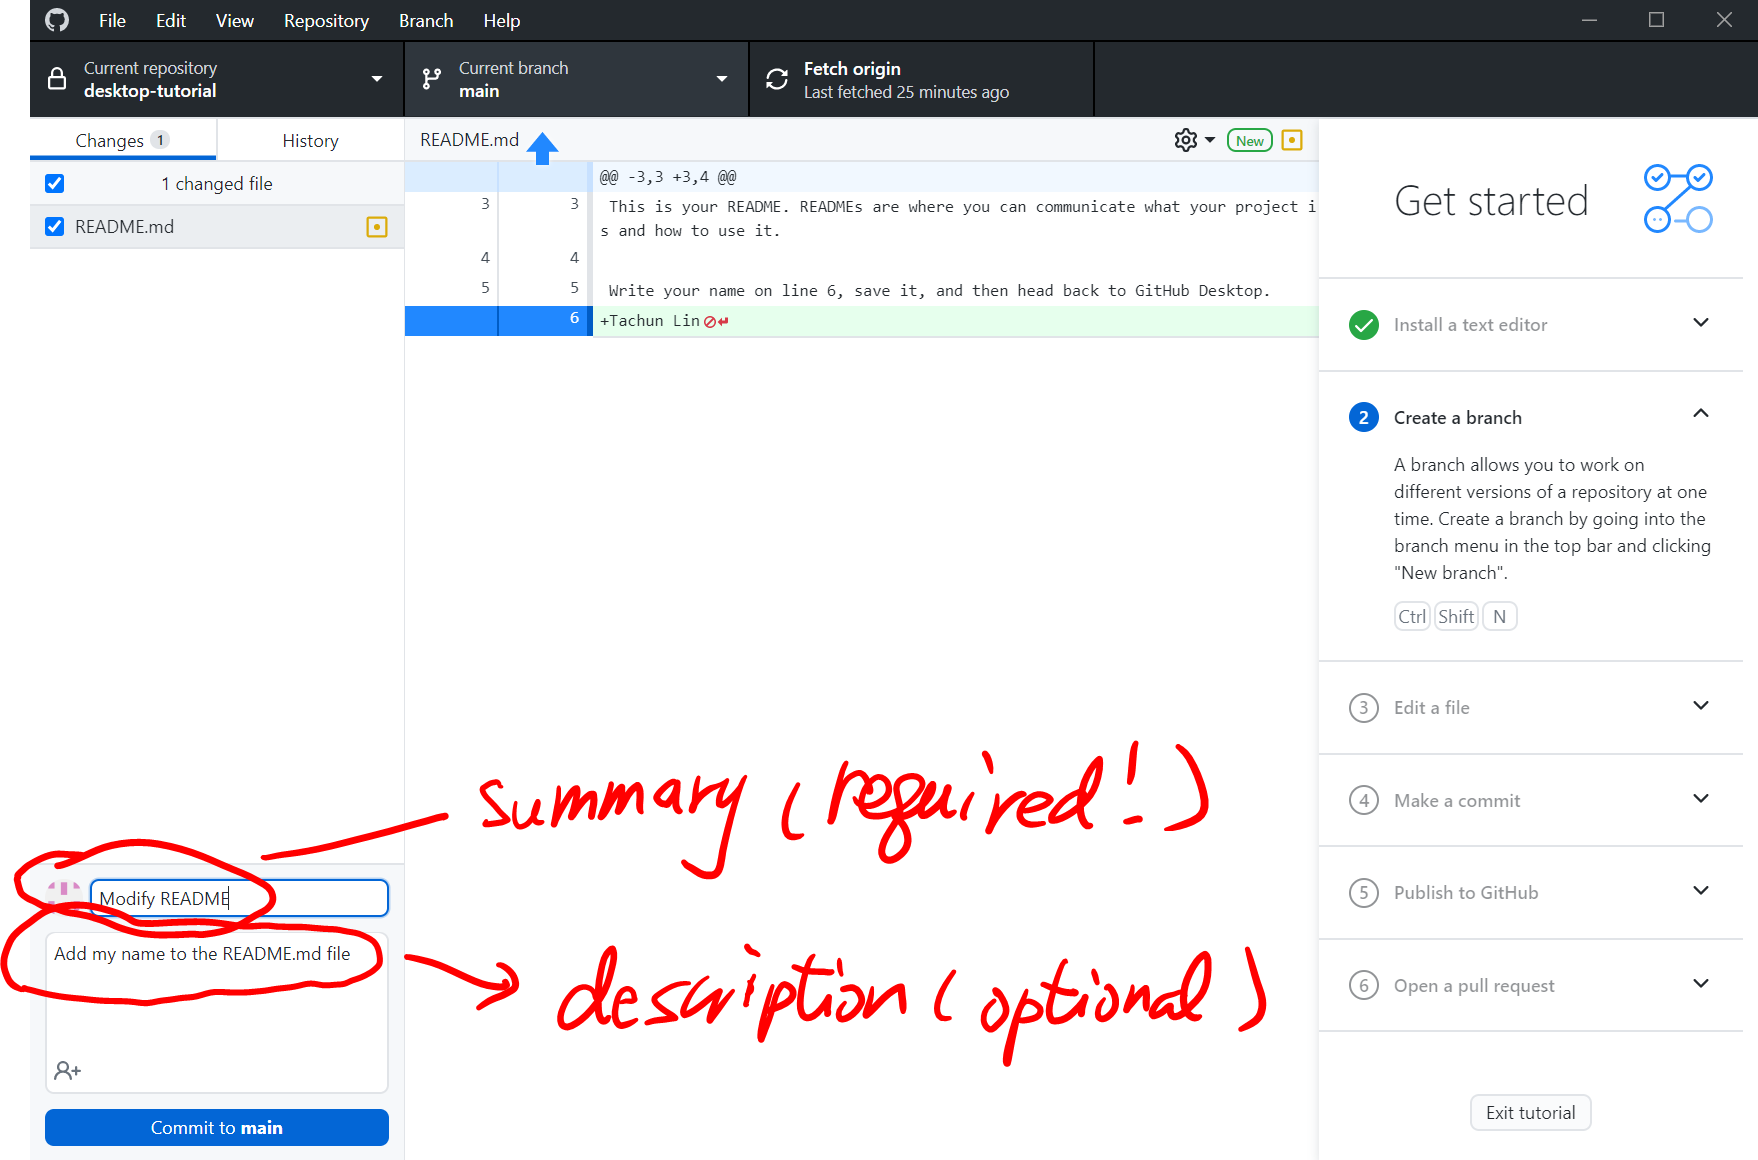 File Edit View Repository Branch Help
Current repository
desktop-tutorial
Current branch
main
Fetch origin
Last fetched 25 minutes ago
Changes 1
History
1 changed file
README.md
README.md
New
@@ -3,3 +3,4 @@
3 3 This is your README. READMEs are where you can communicate what your project i
s and how to use it.
4 4
5 5 Write your name on line 6, save it, and then head back to GitHub Desktop.
6 +Tachun Lin
summary (required!)
Modify README
Add my name to the README.md file
description (optional)
Commit to main
Get started
Install a text editor
2 Create a branch
A branch allows you to work on
different versions of a repository at one
time. Create a branch by going into the
branch menu in the top bar and clicking
"New branch".
Ctrl Shift N
3 Edit a file
4 Make a commit
5 Publish to GitHub
6 Open a pull request
Exit tutorial